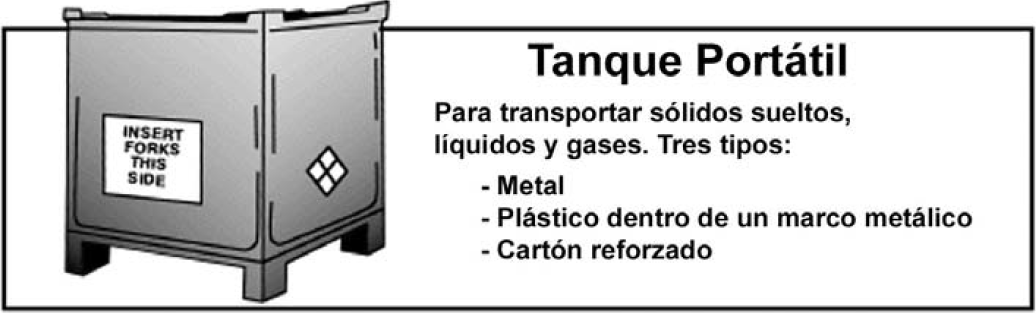 Tanque Portátil
Para transportar sólidos sueltos,
líquidos y gases. Tres tipos:
- Metal
- Plástico dentro de un marco metálico
- Cartón reforzado
INSERT
FORKS
THIS
SIDE